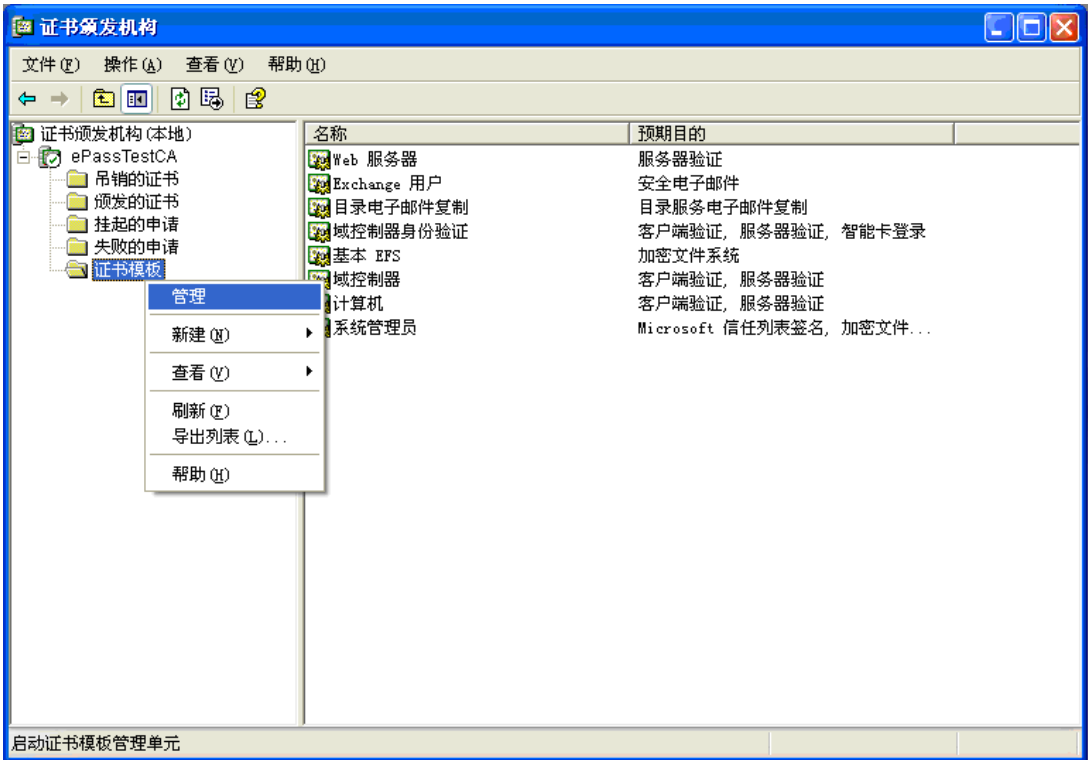 证书颁发机构
文件(F) 操作(A) 查看(V) 帮助(H)
证书颁发机构(本地)
ePassTestCA
吊销的证书
颁发的证书
挂起的申请
失败的申请
证书模板
管理
新建(N)
查看(V)
刷新(F)
导出列表(L)...
帮助(H)
名称 预期目的
Web 服务器 服务器验证
Exchange 用户 安全电子邮件
目录电子邮件复制 目录服务电子邮件复制
域控制器身份验证 客户端验证, 服务器验证, 智能卡登录
基本 EFS 加密文件系统
域控制器 客户端验证, 服务器验证
计算机 客户端验证, 服务器验证
系统管理员 Microsoft 信任列表签名, 加密文件...
启动证书模板管理单元